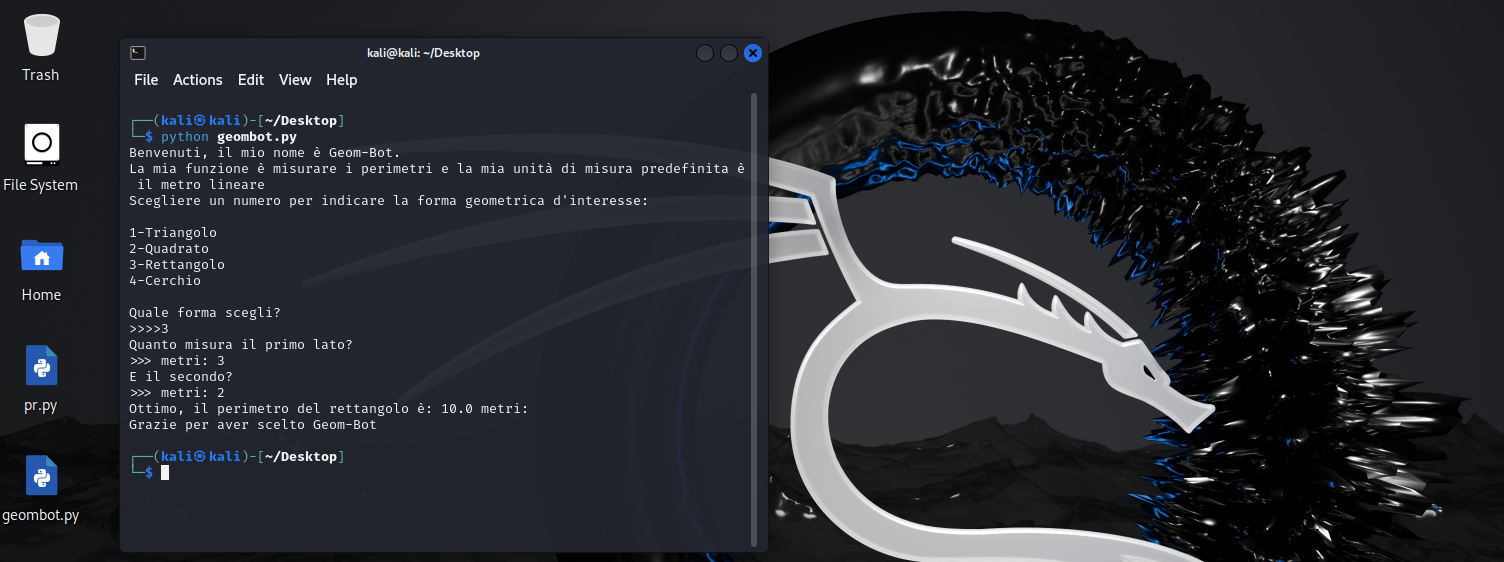 Trash
File System
Home
pr.py
geombot.py
kali@kali: ~/Desktop
File Actions Edit View Help
┌──(kali㉿kali)-[~/Desktop]
└─$ python geombot.py
Benvenuti, il mio nome è Geom-Bot.
La mia funzione è misurare i perimetri e la mia unità di misura predefinita è
 il metro lineare
Scegliere un numero per indicare la forma geometrica d'interesse:
1-Triangolo
2-Quadrato
3-Rettangolo
4-Cerchio
Quale forma scegli?
>>>>3
Quanto misura il primo lato?
>>> metri: 3
E il secondo?
>>> metri: 2
Ottimo, il perimetro del rettangolo è: 10.0 metri:
Grazie per aver scelto Geom-Bot
┌──(kali㉿kali)-[~/Desktop]
└─$